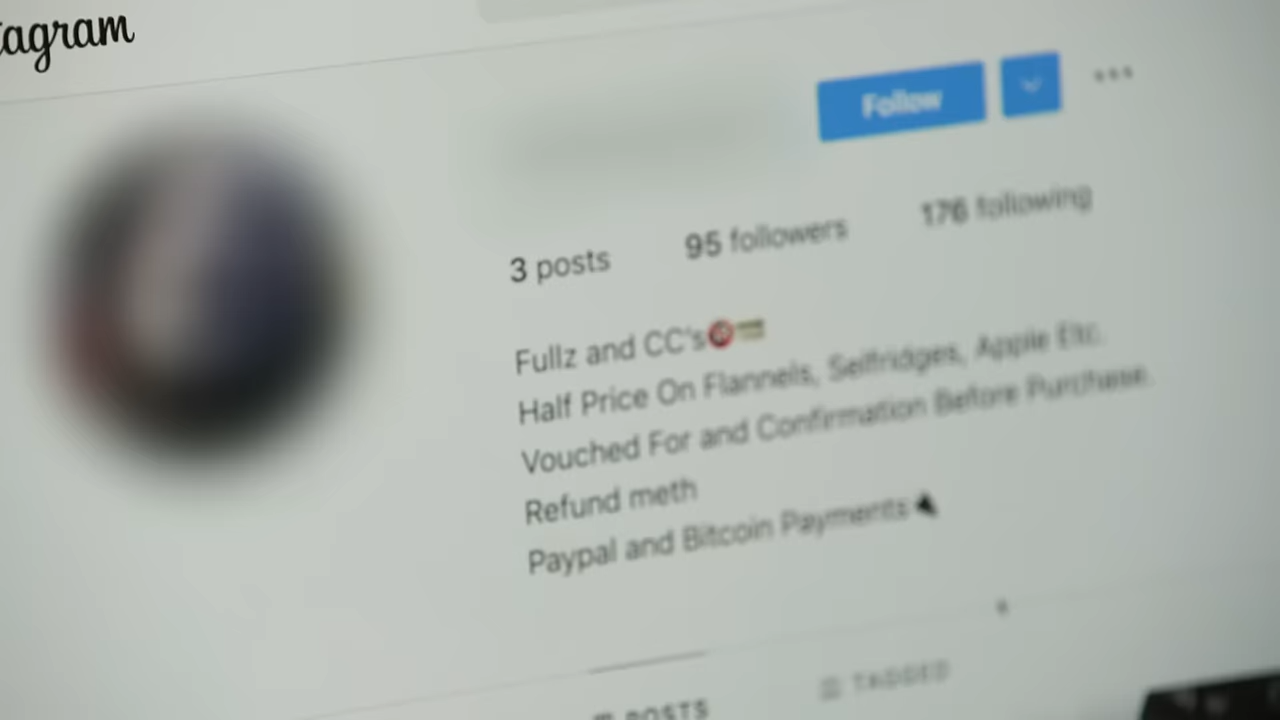 tagram
Follow
3 posts 95 followers 176 following
Fullz and CC's
Half Price On Flannels, Selfridges, Apple Etc.
Vouched For and Confirmation Before Purchase.
Refund meth
Paypal and Bitcoin Payments
POSTS TAGGED